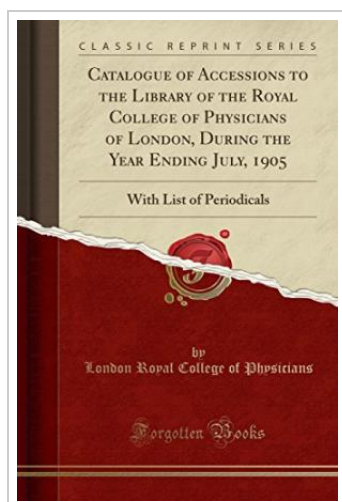 CLASSIC REPRINT SERIES
CATALOGUE OF ACCESSIONS TO
THE LIBRARY OF THE ROYAL
COLLEGE OF PHYSICIANS
OF LONDON, DURING THE
YEAR ENDING JULY, 1905
With List of Periodicals
by
London Royal College of Physicians
Forgotten Books